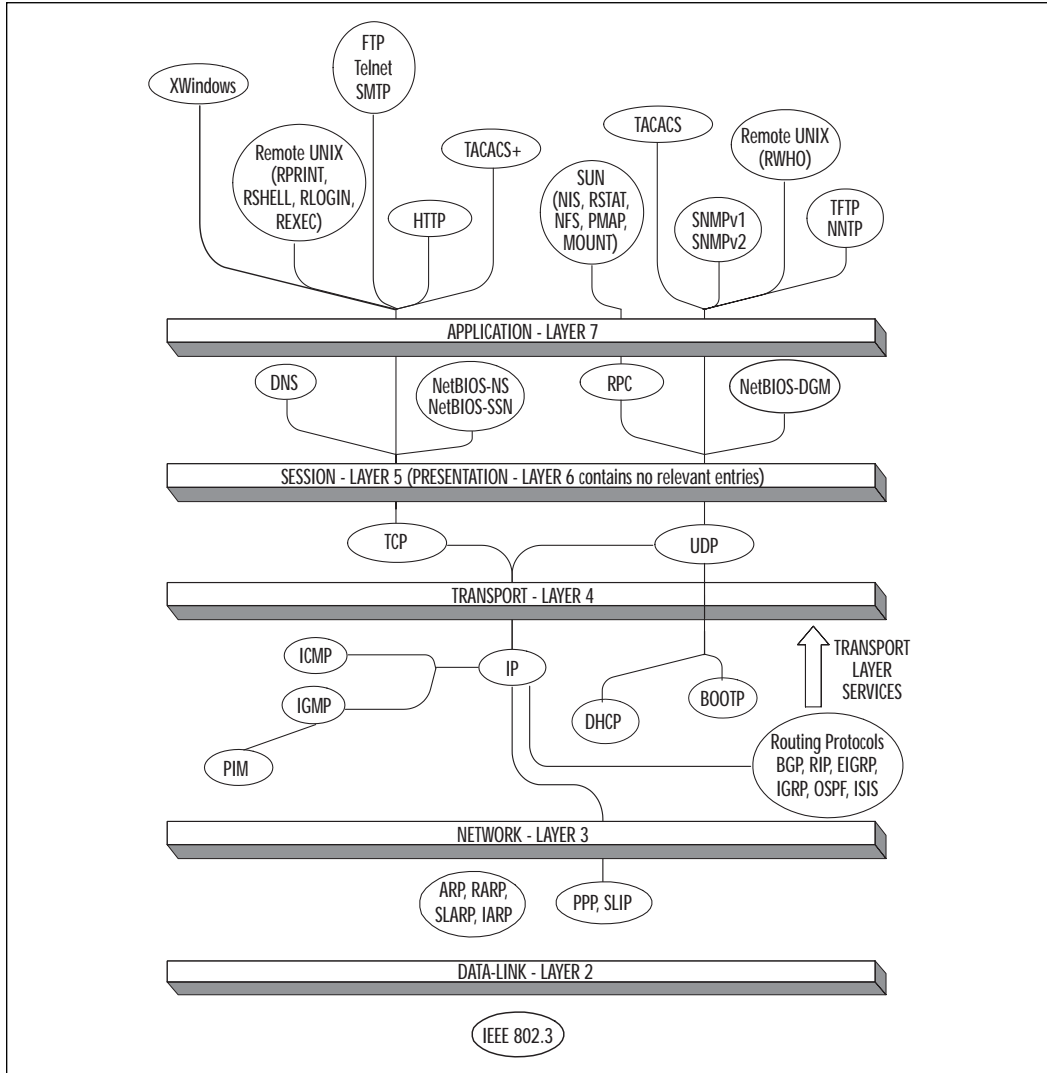 XWindows
FTP
Telnet
SMTP
Remote UNIX
(RPRINT,
RSHELL, RLOGIN,
REXEC)
HTTP
TACACS+
SUN
(NIS, RSTAT,
NFS, PMAP,
MOUNT)
TACACS
SNMPv1
SNMPv2
Remote UNIX
(RWHO)
TFTP
NNTP
APPLICATION - LAYER 7
DNS
NetBIOS-NS
NetBIOS-SSN
RPC
NetBIOS-DGM
SESSION - LAYER 5 (PRESENTATION - LAYER 6 contains no relevant entries)
TCP
UDP
TRANSPORT - LAYER 4
ICMP
IP
IGMP
PIM
DHCP
BOOTP
TRANSPORT
LAYER
SERVICES
Routing Protocols
BGP, RIP, EIGRP,
IGRP, OSPF, ISIS
NETWORK - LAYER 3
ARP, RARP,
SLARP, IARP
PPP, SLIP
DATA-LINK - LAYER 2
IEEE 802.3